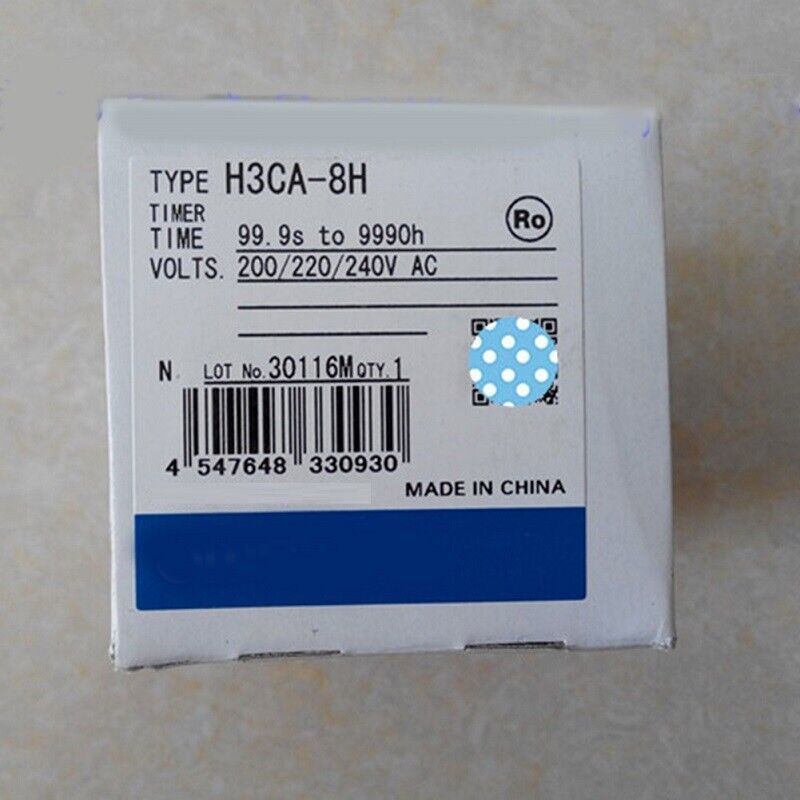 TYPE H3CA-8H
TIMER
TIME 99.9s to 9990h
VOLTS. 200/220/240V AC
Ro
N. LOT No. 30116M QTY. 1
4 547648 330930
MADE IN CHINA